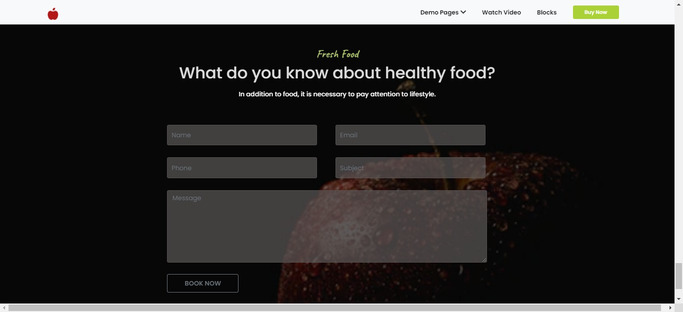 Demo Pages Watch Video Blocks Buy Now
Fresh Food
What do you know about healthy food?
In addition to food, it is necessary to pay attention to lifestyle.
Name Email
Phone Subject
Message
BOOK NOW